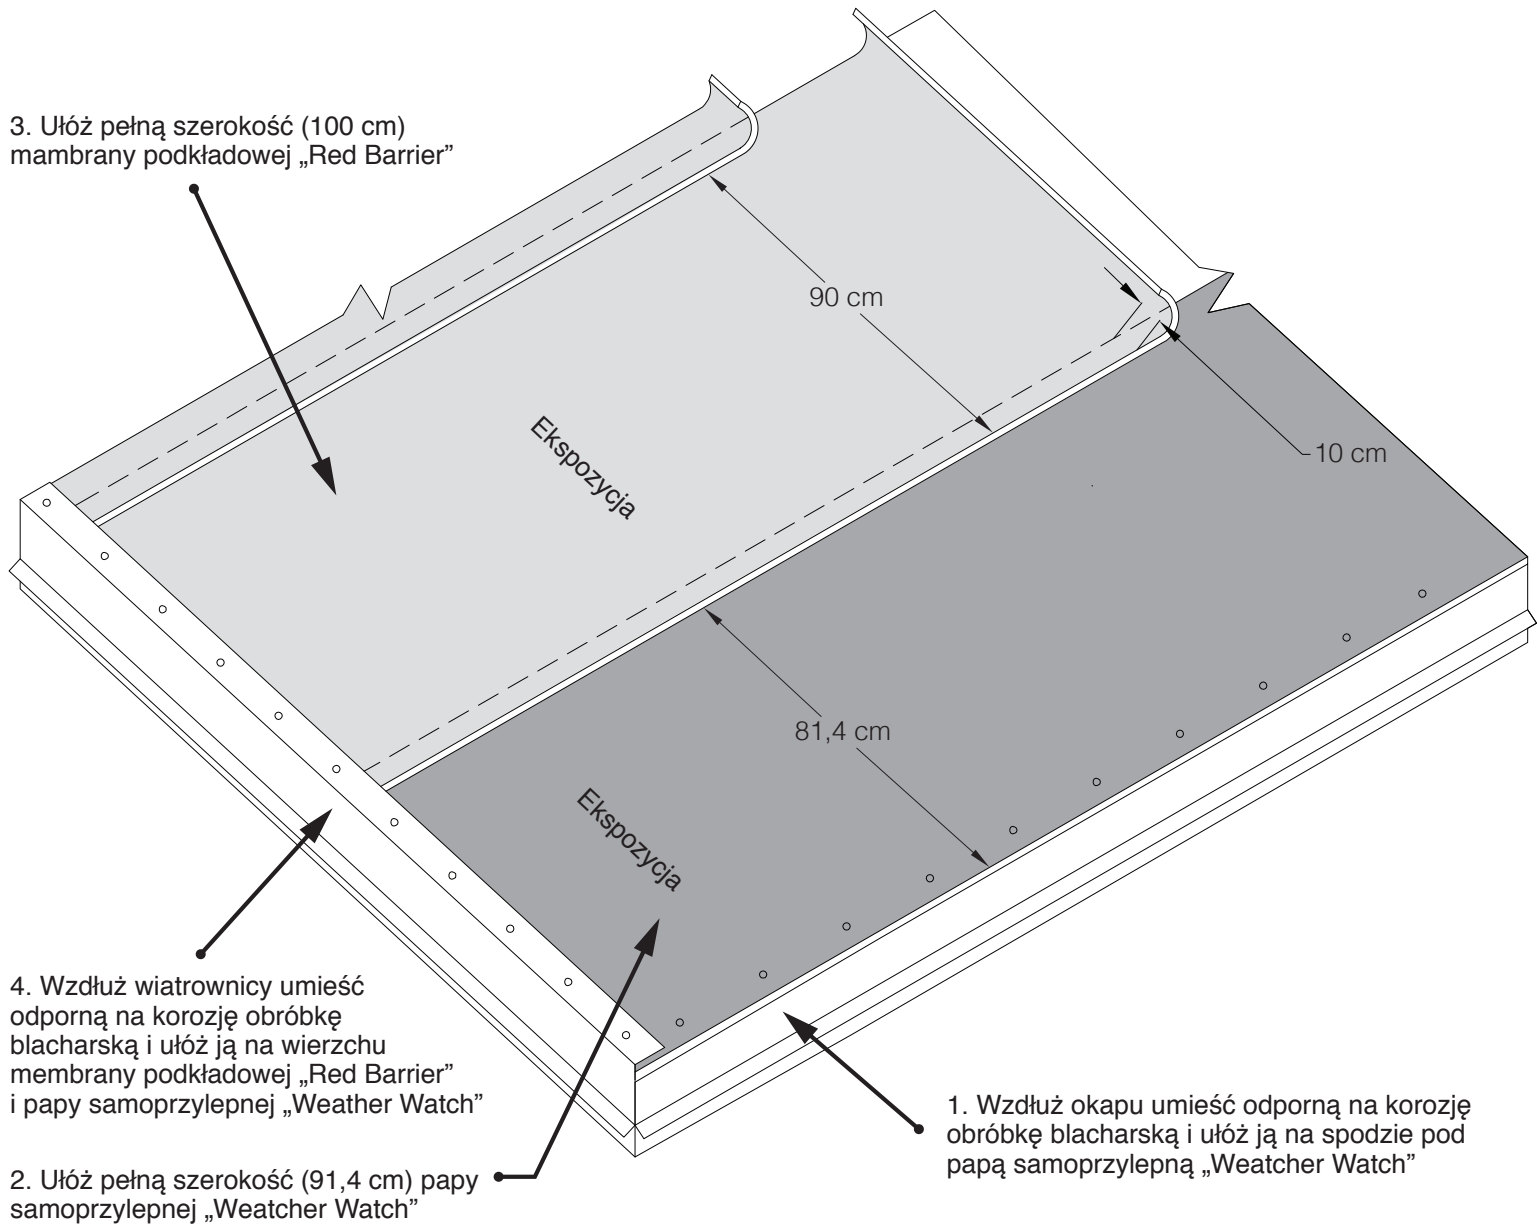 3. Ułóż pełną szerokość (100 cm)
mambrany podkładowej „Red Barrier”
90 cm
Ekspozycja
10 cm
81,4 cm
Ekspozycja
4. Wzdłuż wiatrownicy umieść
odporną na korozję obróbkę
blacharską i ułóż ją na wierzchu
membrany podkładowej „Red Barrier”
i papy samoprzylepnej „Weather Watch”
2. Ułóż pełną szerokość (91,4 cm) papy
samoprzylepnej „Weatcher Watch”
1. Wzdłuż okapu umieść odporną na korozję
obróbkę blacharską i ułóż ją na spodzie pod
papą samoprzylepną „Weatcher Watch”